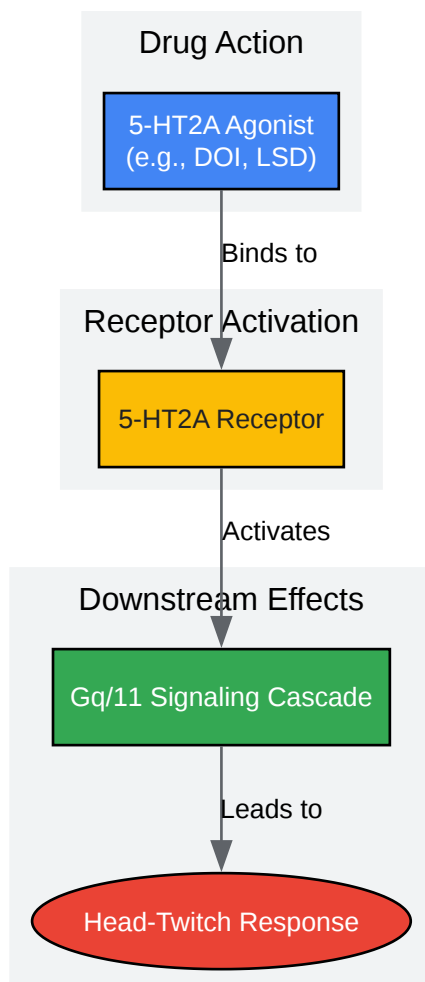 Drug Action
5-HT2A Agonist
(e.g., DOI, LSD)
Binds to
Receptor Activation
5-HT2A Receptor
Activates
Downstream Effects
Gq/11 Signaling Cascade
Leads to
Head-Twitch Response